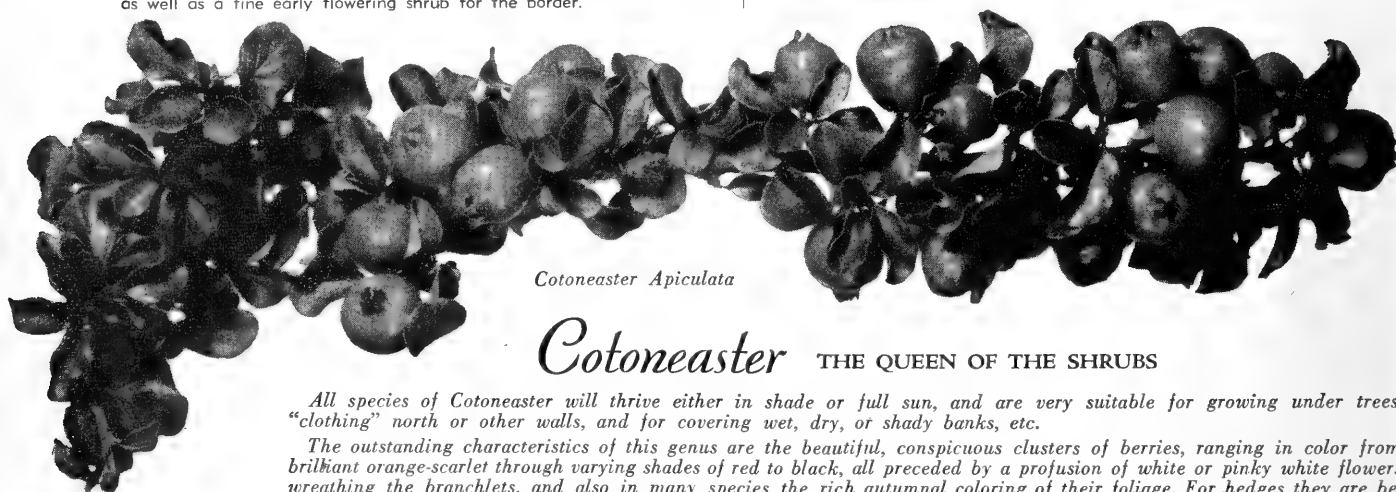 as well as a fine early flowering shrub for the border.
Cotoneaster Apiculata
Cotoneaster THE QUEEN OF THE SHRUBS
All species of Cotoneaster will thrive either in shade or full sun, and are very suitable for growing under trees
“clothing” north or other walls, and for covering wet, dry, or shady banks, etc.
The outstanding characteristics of this genus are the beautiful, conspicuous clusters of berries, ranging in color from
brilliant orange-scarlet through varying shades of red to black, all preceded by a profusion of white or pinky white
wreathing the branchlets, and also in many species the rich autumnal coloring of their foliage. For hedges they are